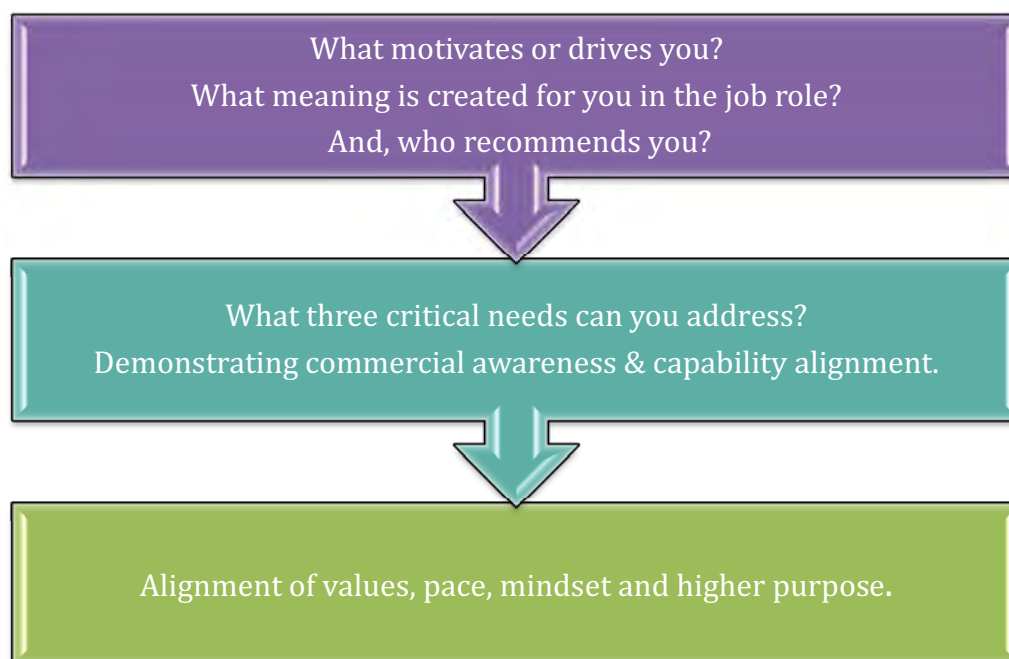 What motivates or drives you?
What meaning is created for you in the job role?
And, who recommends you?
What three critical needs can you address?
Demonstrating commercial awareness & capability alignment.
Alignment of values, pace, mindset and higher purpose.